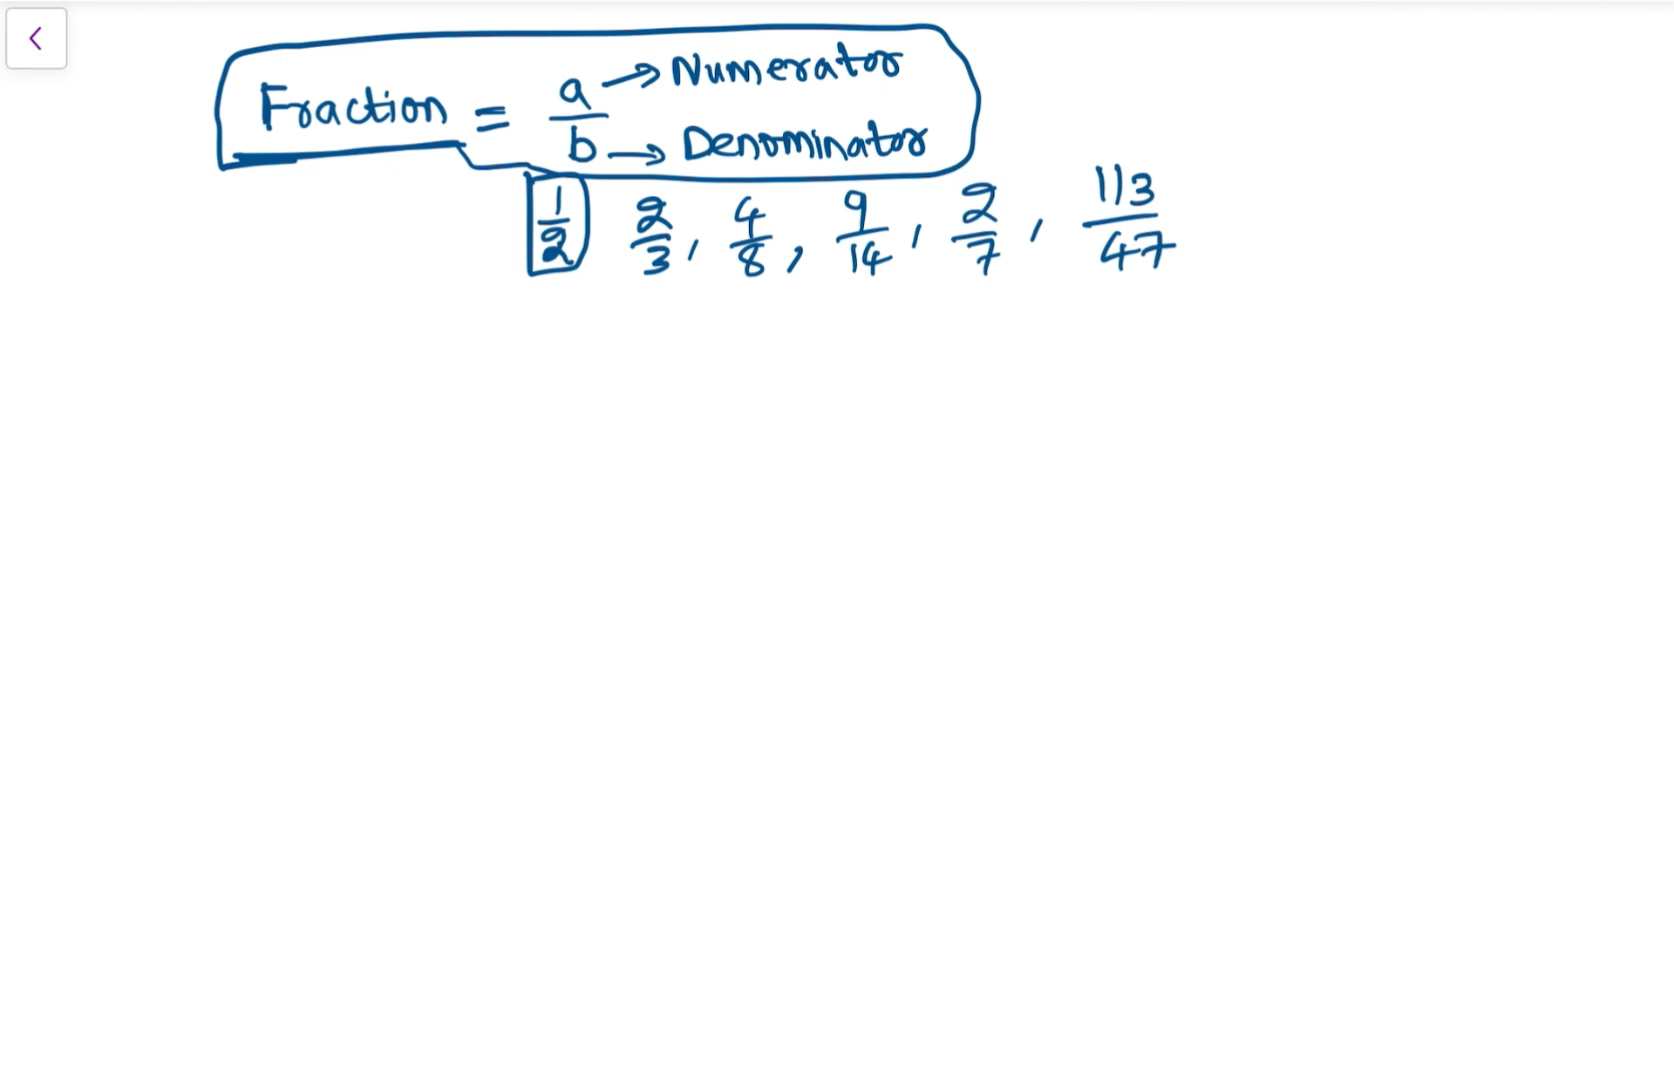 Fraction = a/b
a → Numerator
b → Denominator
1/2 2/3, 4/8, 9/14, 2/7, 113/47